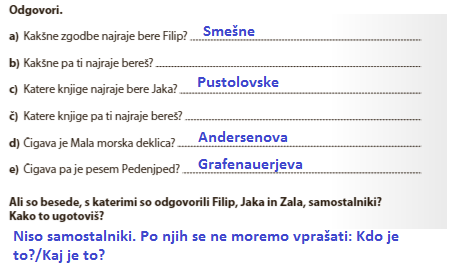 Odgovori.
a) Kakšne zgodbe najraje bere Filip? Smešne
b) Kakšne pa ti najraje bereš?
c) Katere knjige najraje bere Jaka? Pustolovske
č) Katere knjige pa ti najraje bereš?
d) Čigava je Mala morska deklica? Andersenova
e) Čigava pa je pesem Pedenjped? Grafenauerjeva
Ali so besede, s katerimi so odgovorili Filip, Jaka in Zala, samostalniki?
Kako to ugotoviš?
Niso samostalniki. Po njih se ne moremo vprašati: Kdo je
to?/Kaj je to?